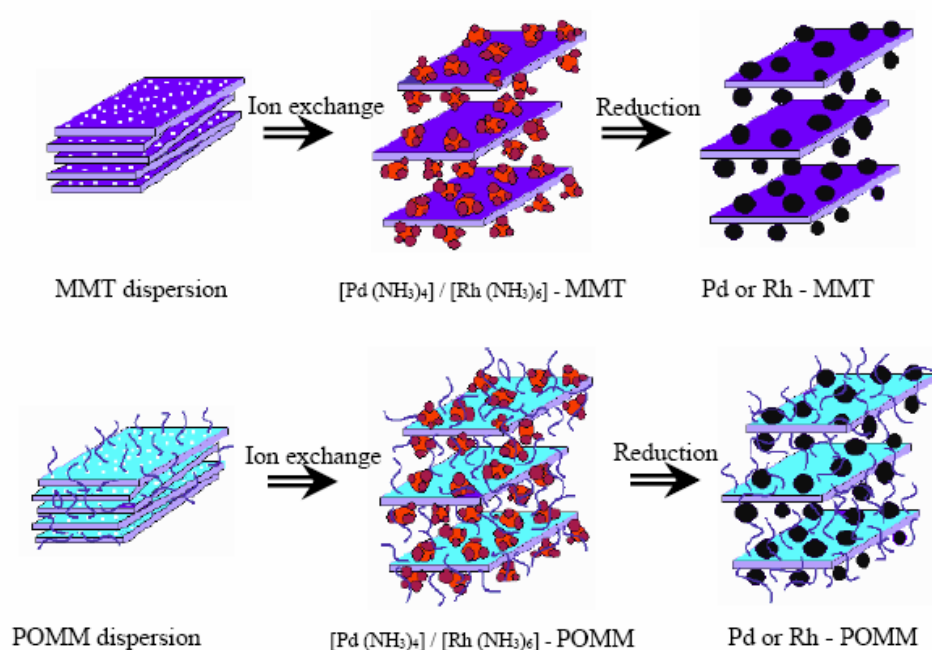 Ion exchange
Reduction
MMT dispersion
[Pd (NH₃)₄] / [Rh (NH₃)₆] - MMT
Pd or Rh - MMT
Ion exchange
Reduction
POMM dispersion
[Pd (NH₃)₄] / [Rh (NH₃)₆] - POMM
Pd or Rh - POMM